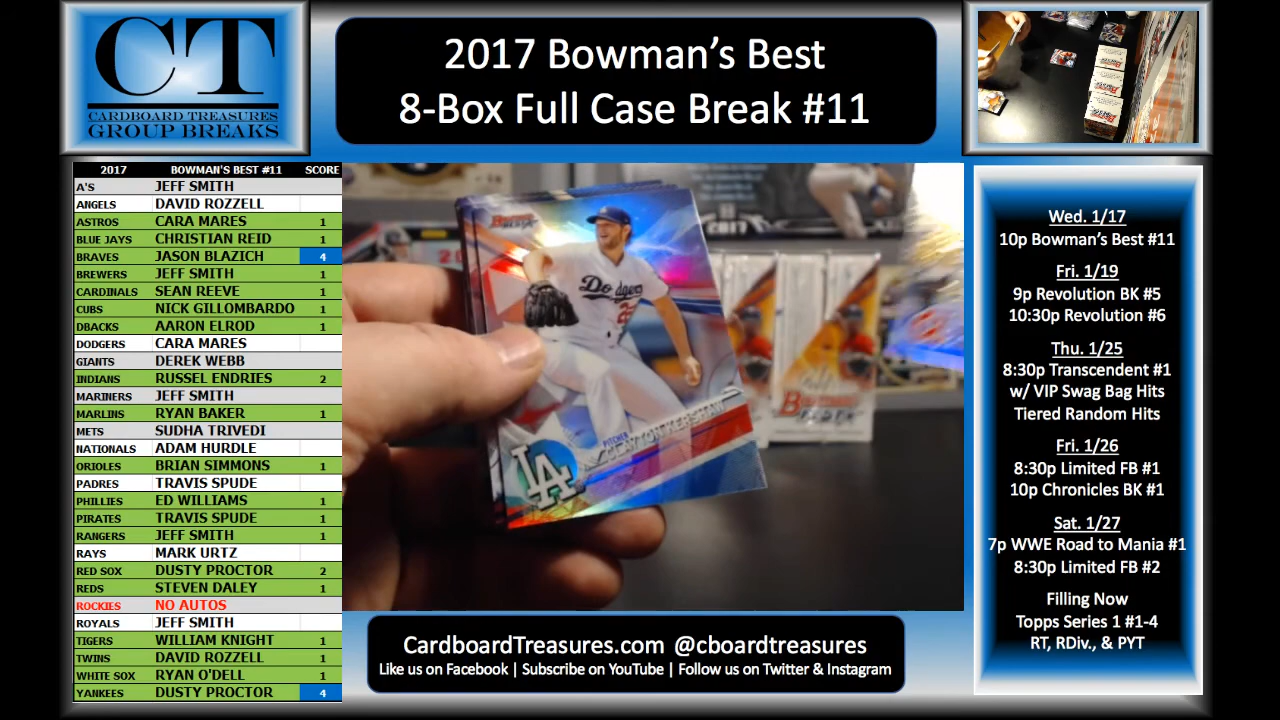 CT
CARDBOARD TREASURES
GROUP BREAKS
2017 Bowman's Best
8-Box Full Case Break #11
2017 BOWMAN'S BEST #11 SCORE
A'S JEFF SMITH
ANGELS DAVID ROZZELL
ASTROS CARA MARES 1
BLUE JAYS CHRISTIAN REID 1
BRAVES JASON BLAZICH 4
BREWERS JEFF SMITH 1
CARDINALS SEAN REEVE 1
CUBS NICK GILLOMBARDO 1
DBACKS AARON ELROD 1
DODGERS CARA MARES
GIANTS DEREK WEBB
INDIANS RUSSEL ENDRIES 2
MARINERS JEFF SMITH
MARLINS RYAN BAKER 1
METS SUDHA TRIVEDI
NATIONALS ADAM HURDLE
ORIOLES BRIAN SIMMONS 1
PADRES TRAVIS SPUDE
PHILLIES ED WILLIAMS 1
PIRATES TRAVIS SPUDE 1
RANGERS JEFF SMITH 1
RAYS MARK URTZ
RED SOX DUSTY PROCTOR 2
REDS STEVEN DALEY 1
ROCKIES NO AUTOS
ROYALS JEFF SMITH
TIGERS WILLIAM KNIGHT 1
TWINS DAVID ROZZELL 1
WHITE SOX RYAN O'DELL 1
YANKEES DUSTY PROCTOR 4
Bowman's
BEST
Dodgers
LA
PITCHER
CLAYTON KERSHAW
2017
Bowman's
BEST
Wed. 1/17
10p Bowman's Best #11
Fri. 1/19
9p Revolution BK #5
10:30p Revolution #6
Thu. 1/25
8:30p Transcendent #1
w/ VIP Swag Bag Hits
Tiered Random Hits
Fri. 1/26
8:30p Limited FB #1
10p Chronicles BK #1
Sat. 1/27
7p WWE Road to Mania #1
8:30p Limited FB #2
Filling Now
Topps Series 1 #1-4
RT, RDiv., & PYT
CardboardTreasures.com @cboardtreasures
Like us on Facebook | Subscribe on YouTube | Follow us on Twitter & Instagram